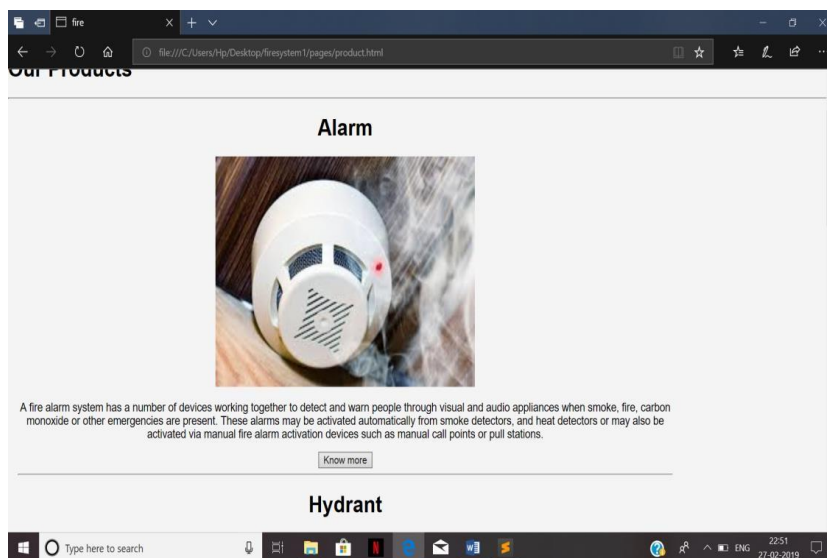 fire
file:///C:/Users/Hp/Desktop/firesystem1/pages/product.html
Our Products
Alarm
A fire alarm system has a number of devices working together to detect and warn people through visual and audio appliances when smoke, fire, carbon
monoxide or other emergencies are present. These alarms may be activated automatically from smoke detectors, and heat detectors or may also be
activated via manual fire alarm activation devices such as manual call points or pull stations.
Know more
Hydrant
Type here to search
ENG
22:51
27-02-2019